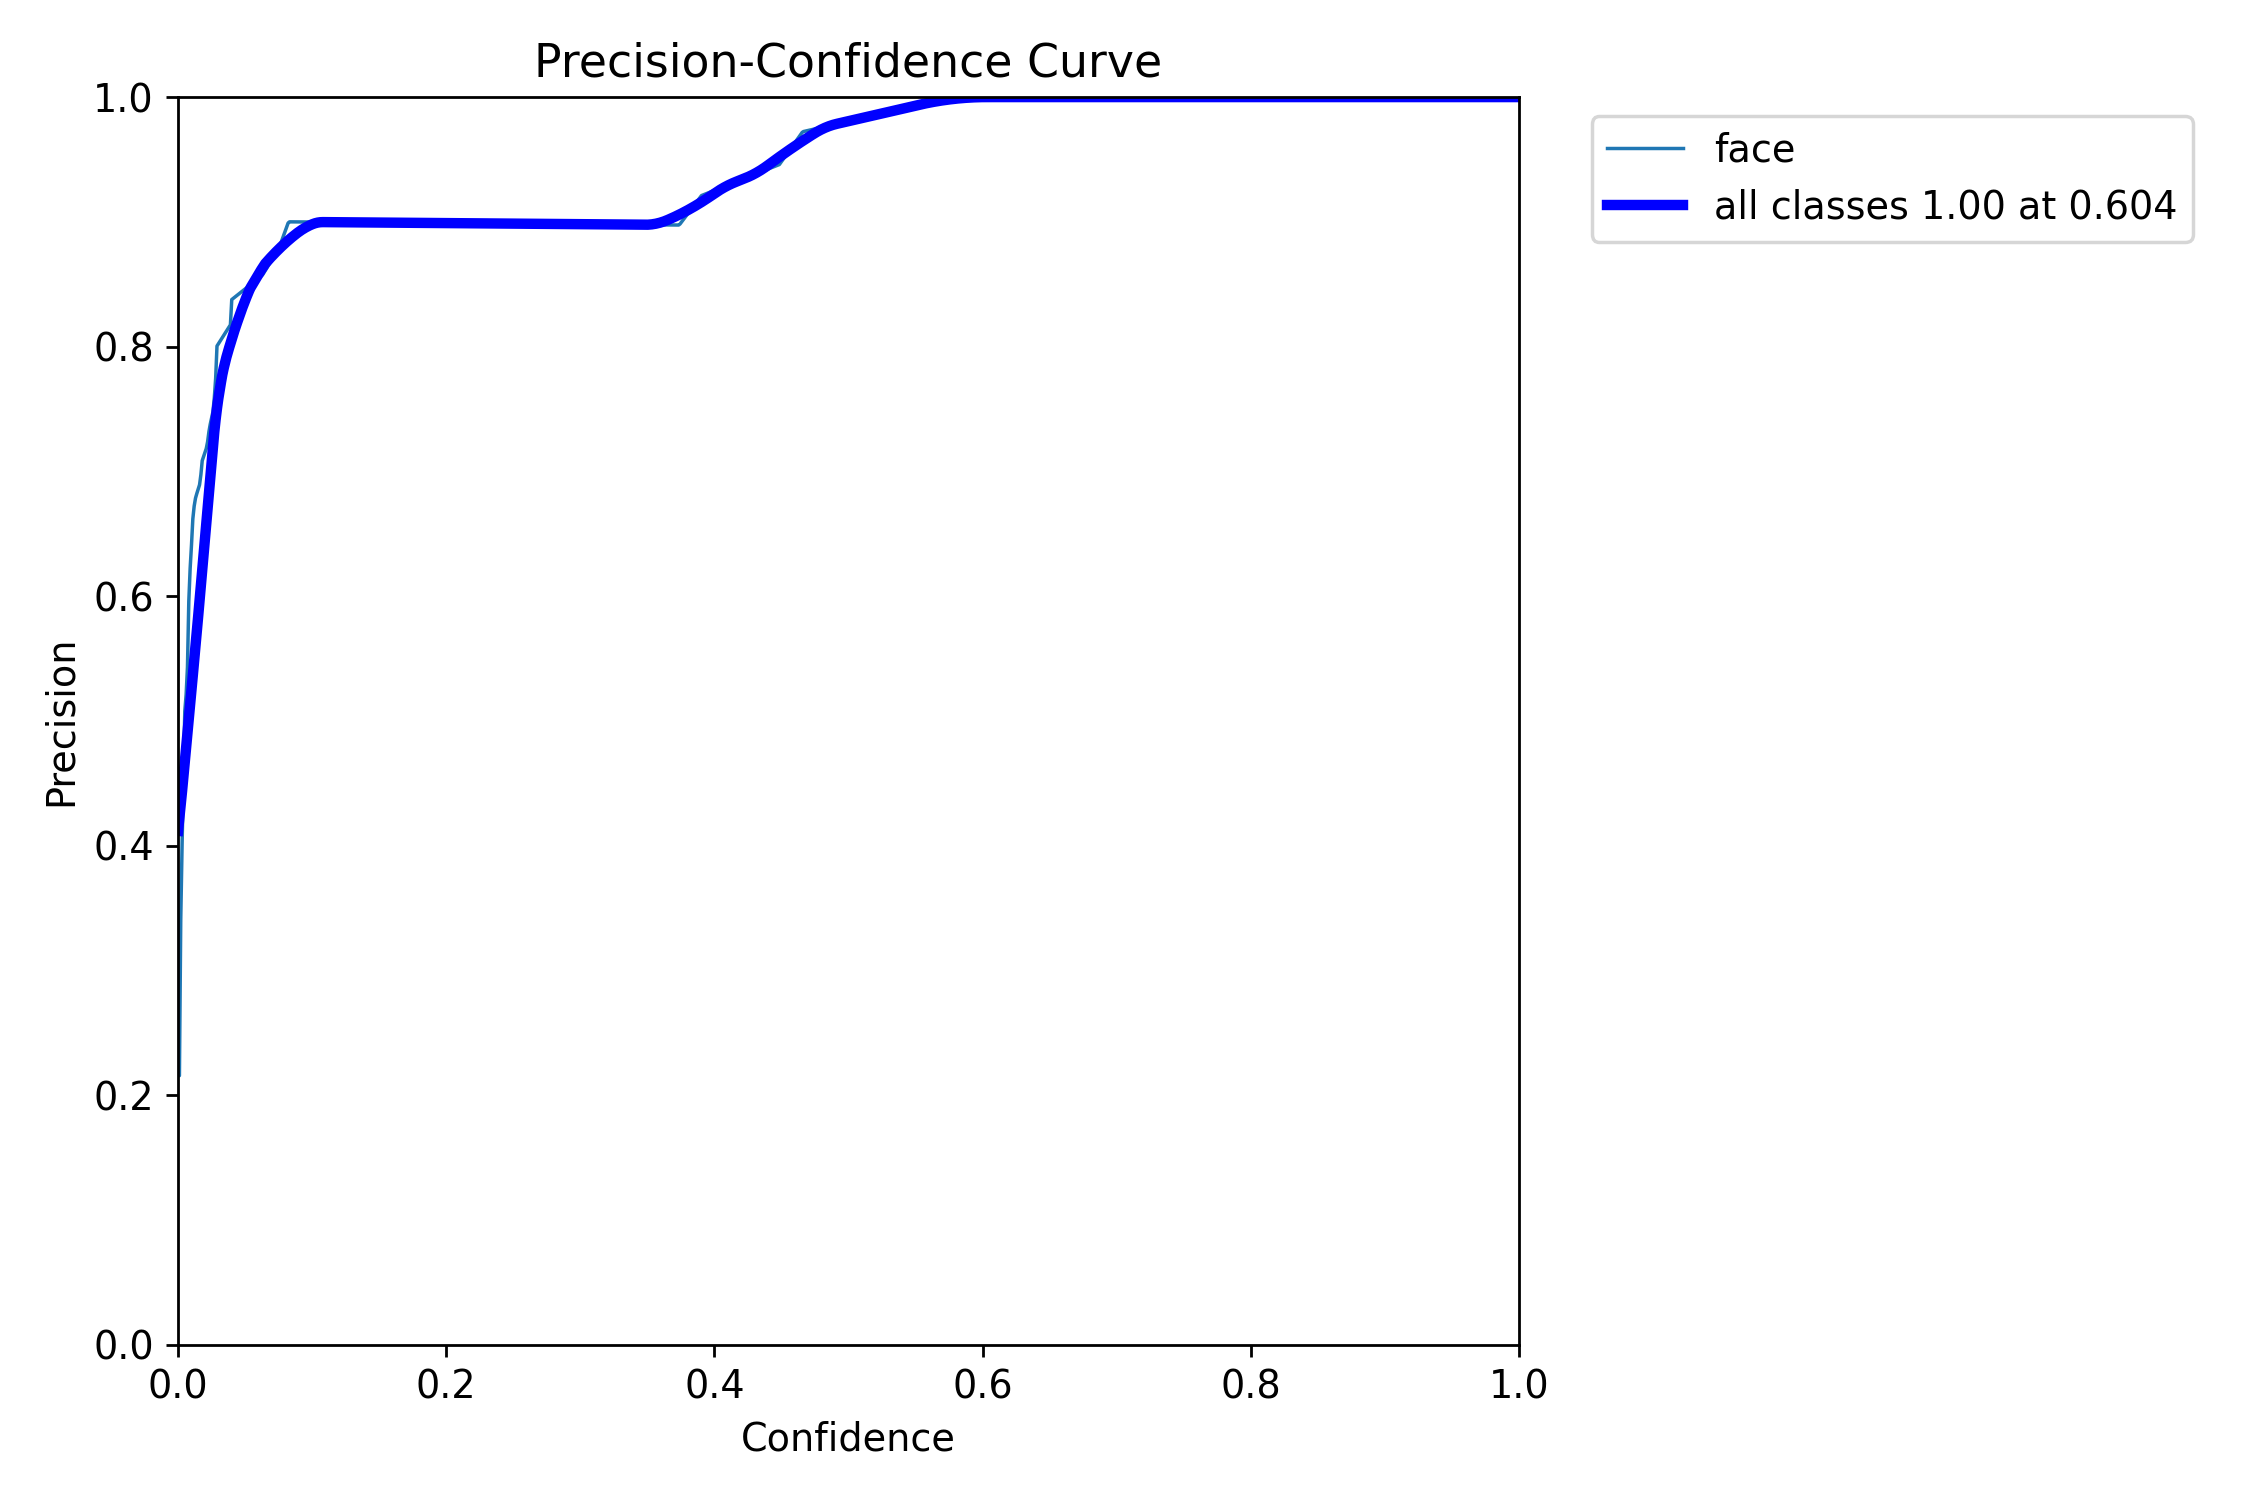 Precision-Confidence Curve
1.0
0.8
0.6
0.4
0.2
0.0
Precision
0.0 0.2 0.4 0.6 0.8 1.0
Confidence
face
all classes 1.00 at 0.604